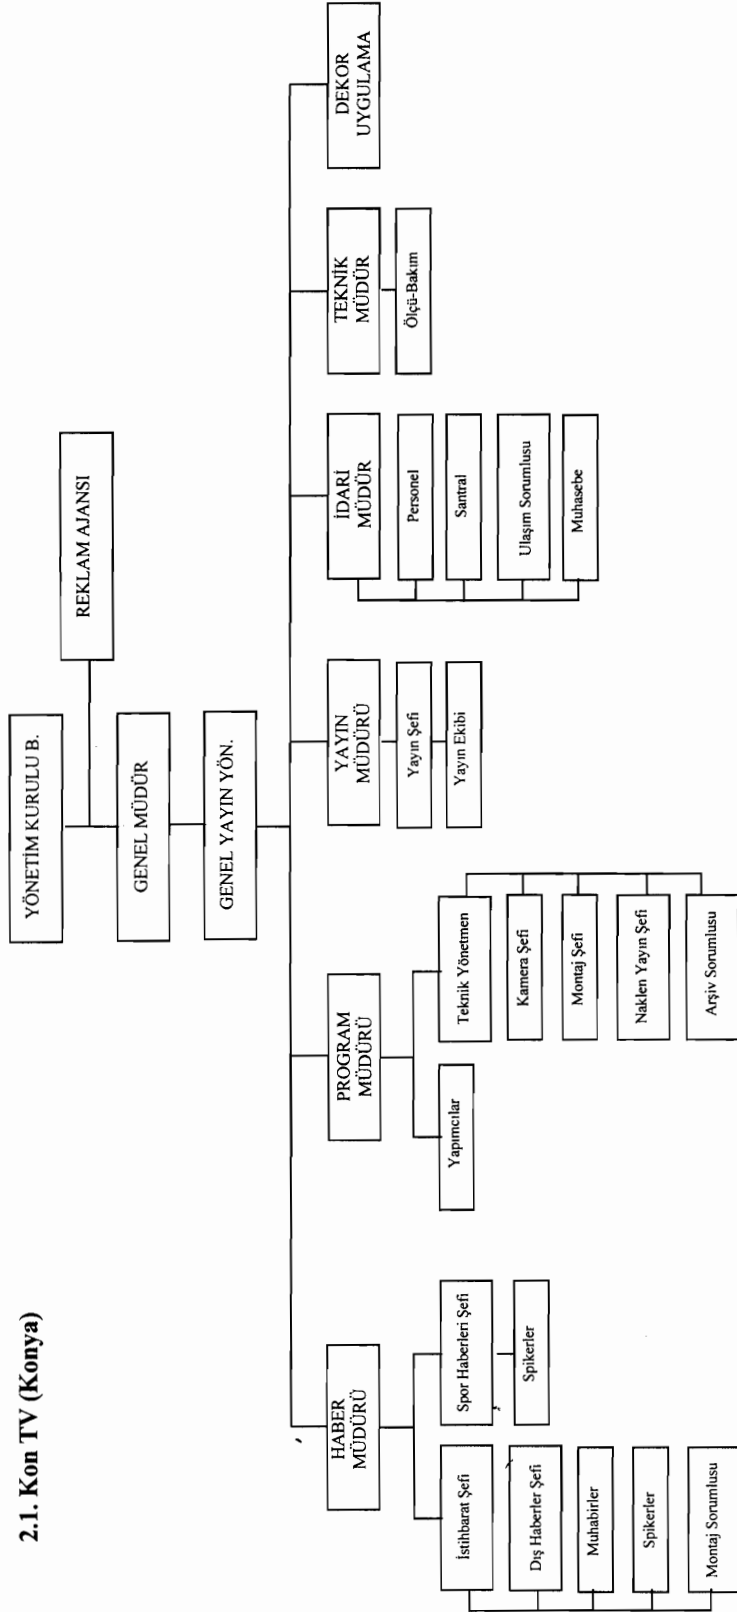 2.1. Kon TV (Konya)
YÖNETİM KURULU B.
REKLAM AJANSI
GENEL MÜDÜR
GENEL YAYIN YÖN.
HABER
MÜDÜRÜ
İstihbarat Şefi
Dış Haberler Şefi
Muhabirler
Spikerler
Montaj Sorumlusu
Spor Haberleri Şefi
Spikerler
PROGRAM
MÜDÜRÜ
Yapımcılar
Teknik Yönetmen
Kamera Şefi
Montaj Şefi
Naklen Yayın Şefi
Arşiv Sorumlusu
YAYIN
MÜDÜRÜ
Yayın Şefi
Yayın Ekibi
İDARİ
MÜDÜR
Personel
Santral
Ulaşım Sorumlusu
Muhasebe
TEKNİK
MÜDÜR
Ölçü-Bakım
DEKOR
UYGULAMA